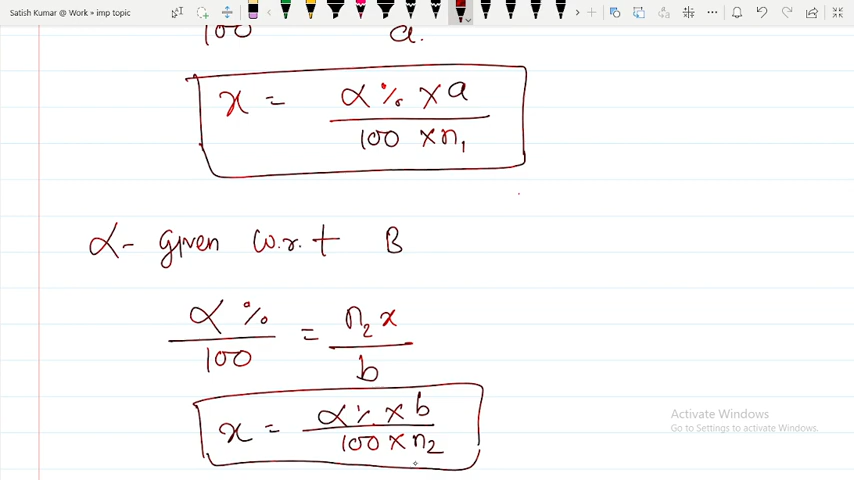 Satish Kumar @ Work » imp topic
100 a.
x = α% × a
100 × n₁
α- given w.r.t B
α% = n₂x
100 b
x = α% × b
100 × n₂
Activate Windows
Go to Settings to activate Windows.